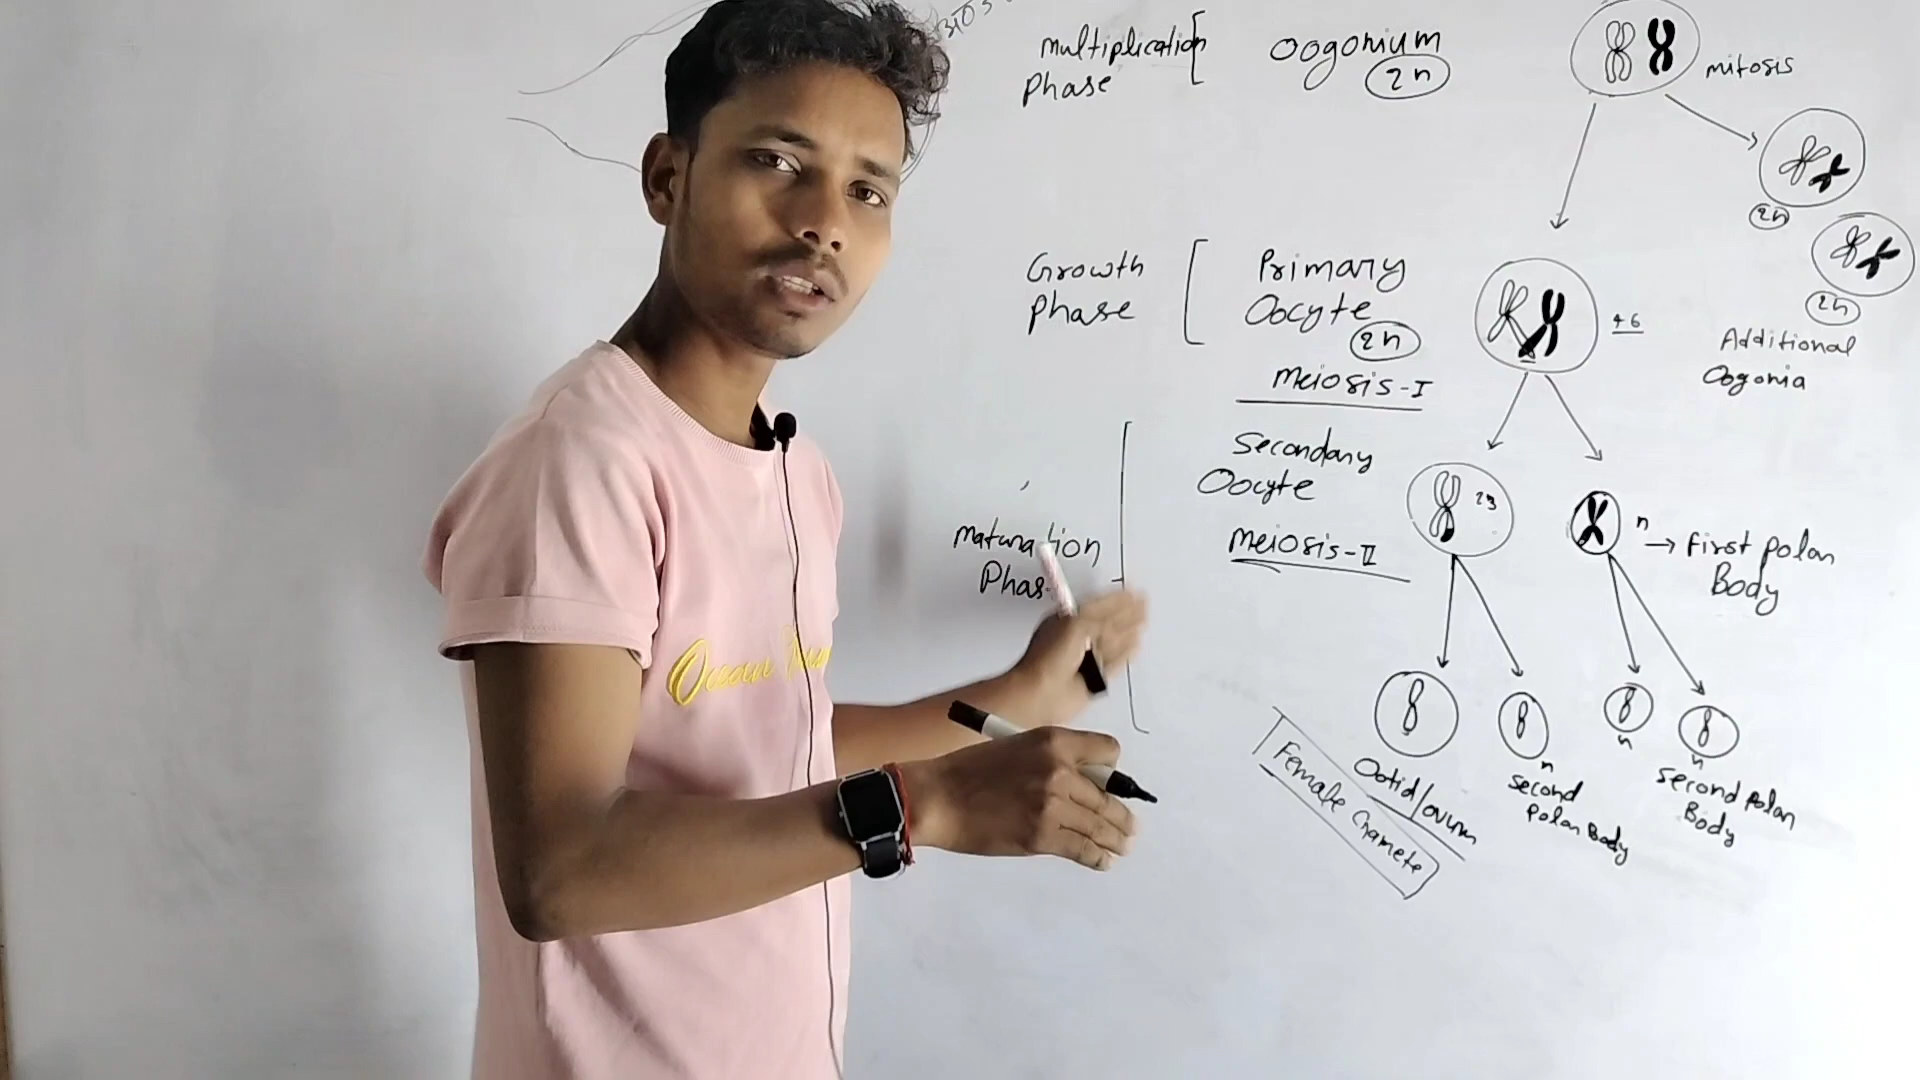 Multiplication
Phase
Oogonium
2n
mitosis
2n
2n
Additional
Oogonia
Growth
Phase
Primary
Oocyte
2n
46
Meiosis-I
Secondary
Oocyte
23
n
→ First Polar
Body
Maturation
Phas
Meiosis-II
Ootid/ovum
Female Gamete
n
second
Polar Body
n
n
second Polar
Body